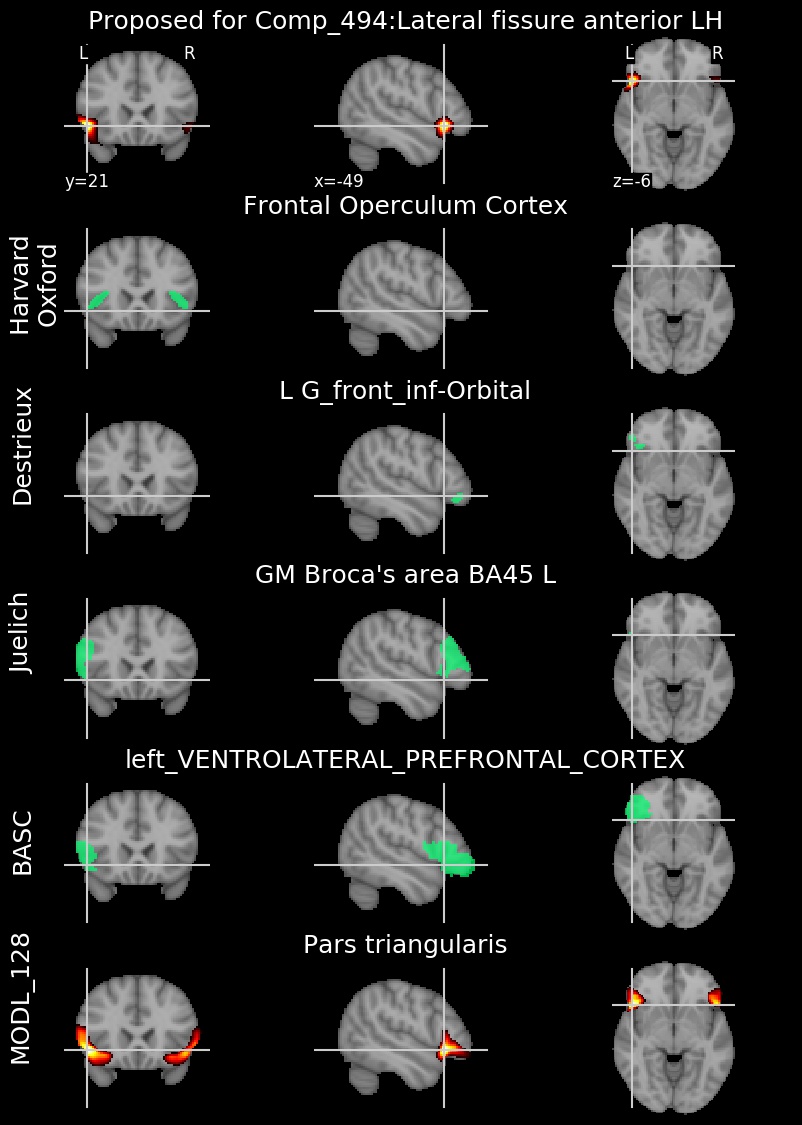 Proposed for Comp_494:Lateral fissure anterior LH
L R
L R
y=21 x=-49 z=-6
Frontal Operculum Cortex
Harvard
Oxford
L G_front_inf-Orbital
Destrieux
GM Broca's area BA45 L
Juelich
left_VENTROLATERAL_PREFRONTAL_CORTEX
BASC
Pars triangularis
MODL_128